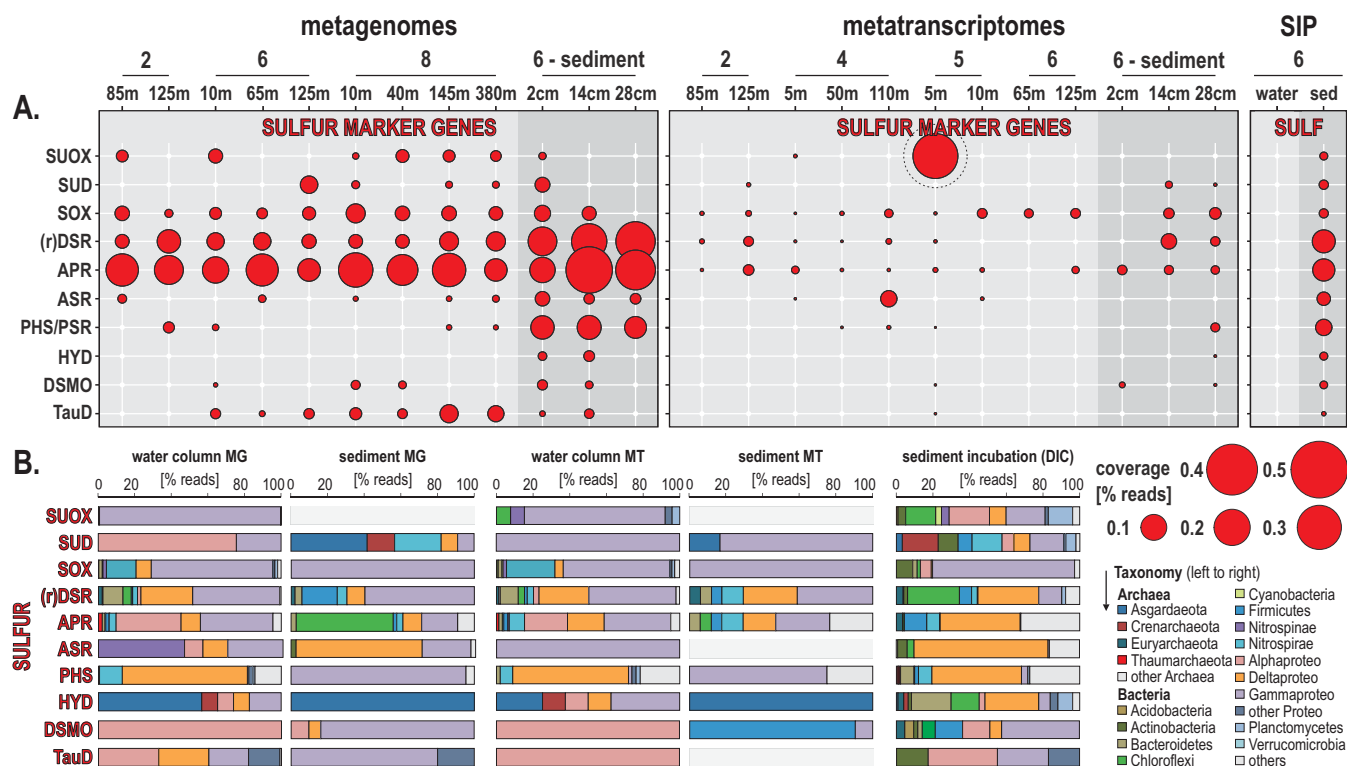 metagenomes metatranscriptomes SIP
2 6 8 6 - sediment 2 4 5 6 6 - sediment 6
85m 125m 10m 65m 125m 10m 40m 145m 380m 2cm 14cm 28cm 85m 125m 5m 50m 110m 5m 10m 65m 125m 2cm 14cm 28cm water sed
A.
SULFUR MARKER GENES SULFUR MARKER GENES SULF
SUOX
SUD
SOX
(r)DSR
APR
ASR
PHS/PSR
HYD
DSMO
TauD
B.
water column MG sediment MG water column MT sediment MT sediment incubation (DIC)
[% reads] [% reads] [% reads] [% reads] [% reads]
0 20 40 60 80 100 0 20 40 60 80 100 0 20 40 60 80 100 0 20 40 60 80 100 0 20 40 60 80 100
SULFUR
SUOX
SUD
SOX
(r)DSR
APR
ASR
PHS
HYD
DSMO
TauD
coverage 0.4 0.5
[% reads]
0.1 0.2 0.3
Taxonomy (left to right)
Archaea
Asgardaeota
Crenarchaeota
Euryarchaeota
Thaumarchaeota
other Archaea
Bacteria
Acidobacteria
Actinobacteria
Bacteroidetes
Chloroflexi
Cyanobacteria
Firmicutes
Nitrospinae
Nitrospirae
Alphaproteo
Deltaproteo
Gammaproteo
other Proteo
Planctomycetes
Verrucomicrobia
others